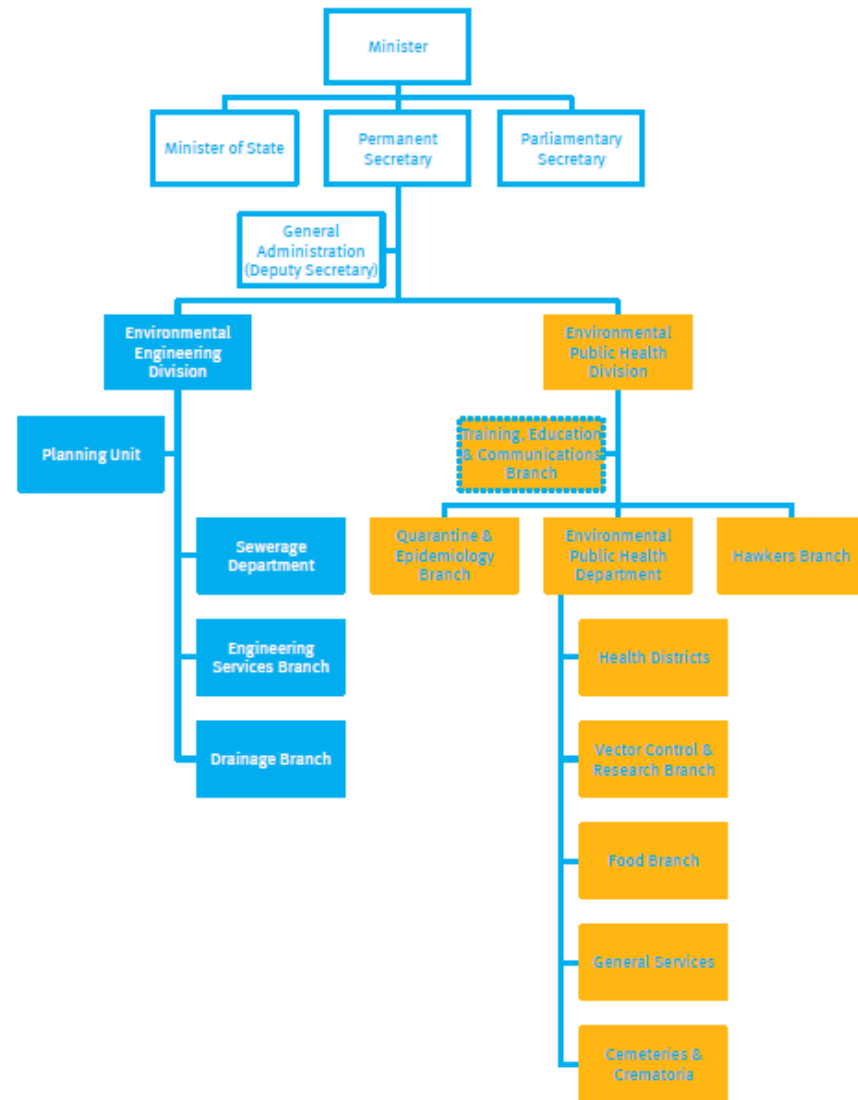 Minister
Minister of State
Permanent
Secretary
Parliamentary
Secretary
General
Administration
(Deputy Secretary)
Environmental
Engineering
Division
Environmental
Public Health
Division
Planning Unit
Training, Education
& Communications
Branch
Sewerage
Department
Quarantine &
Epidemiology
Branch
Environmental
Public Health
Department
Hawkers Branch
Engineering
Services Branch
Health Districts
Drainage Branch
Vector Control &
Research Branch
Food Branch
General Services
Cemeteries &
Crematoria